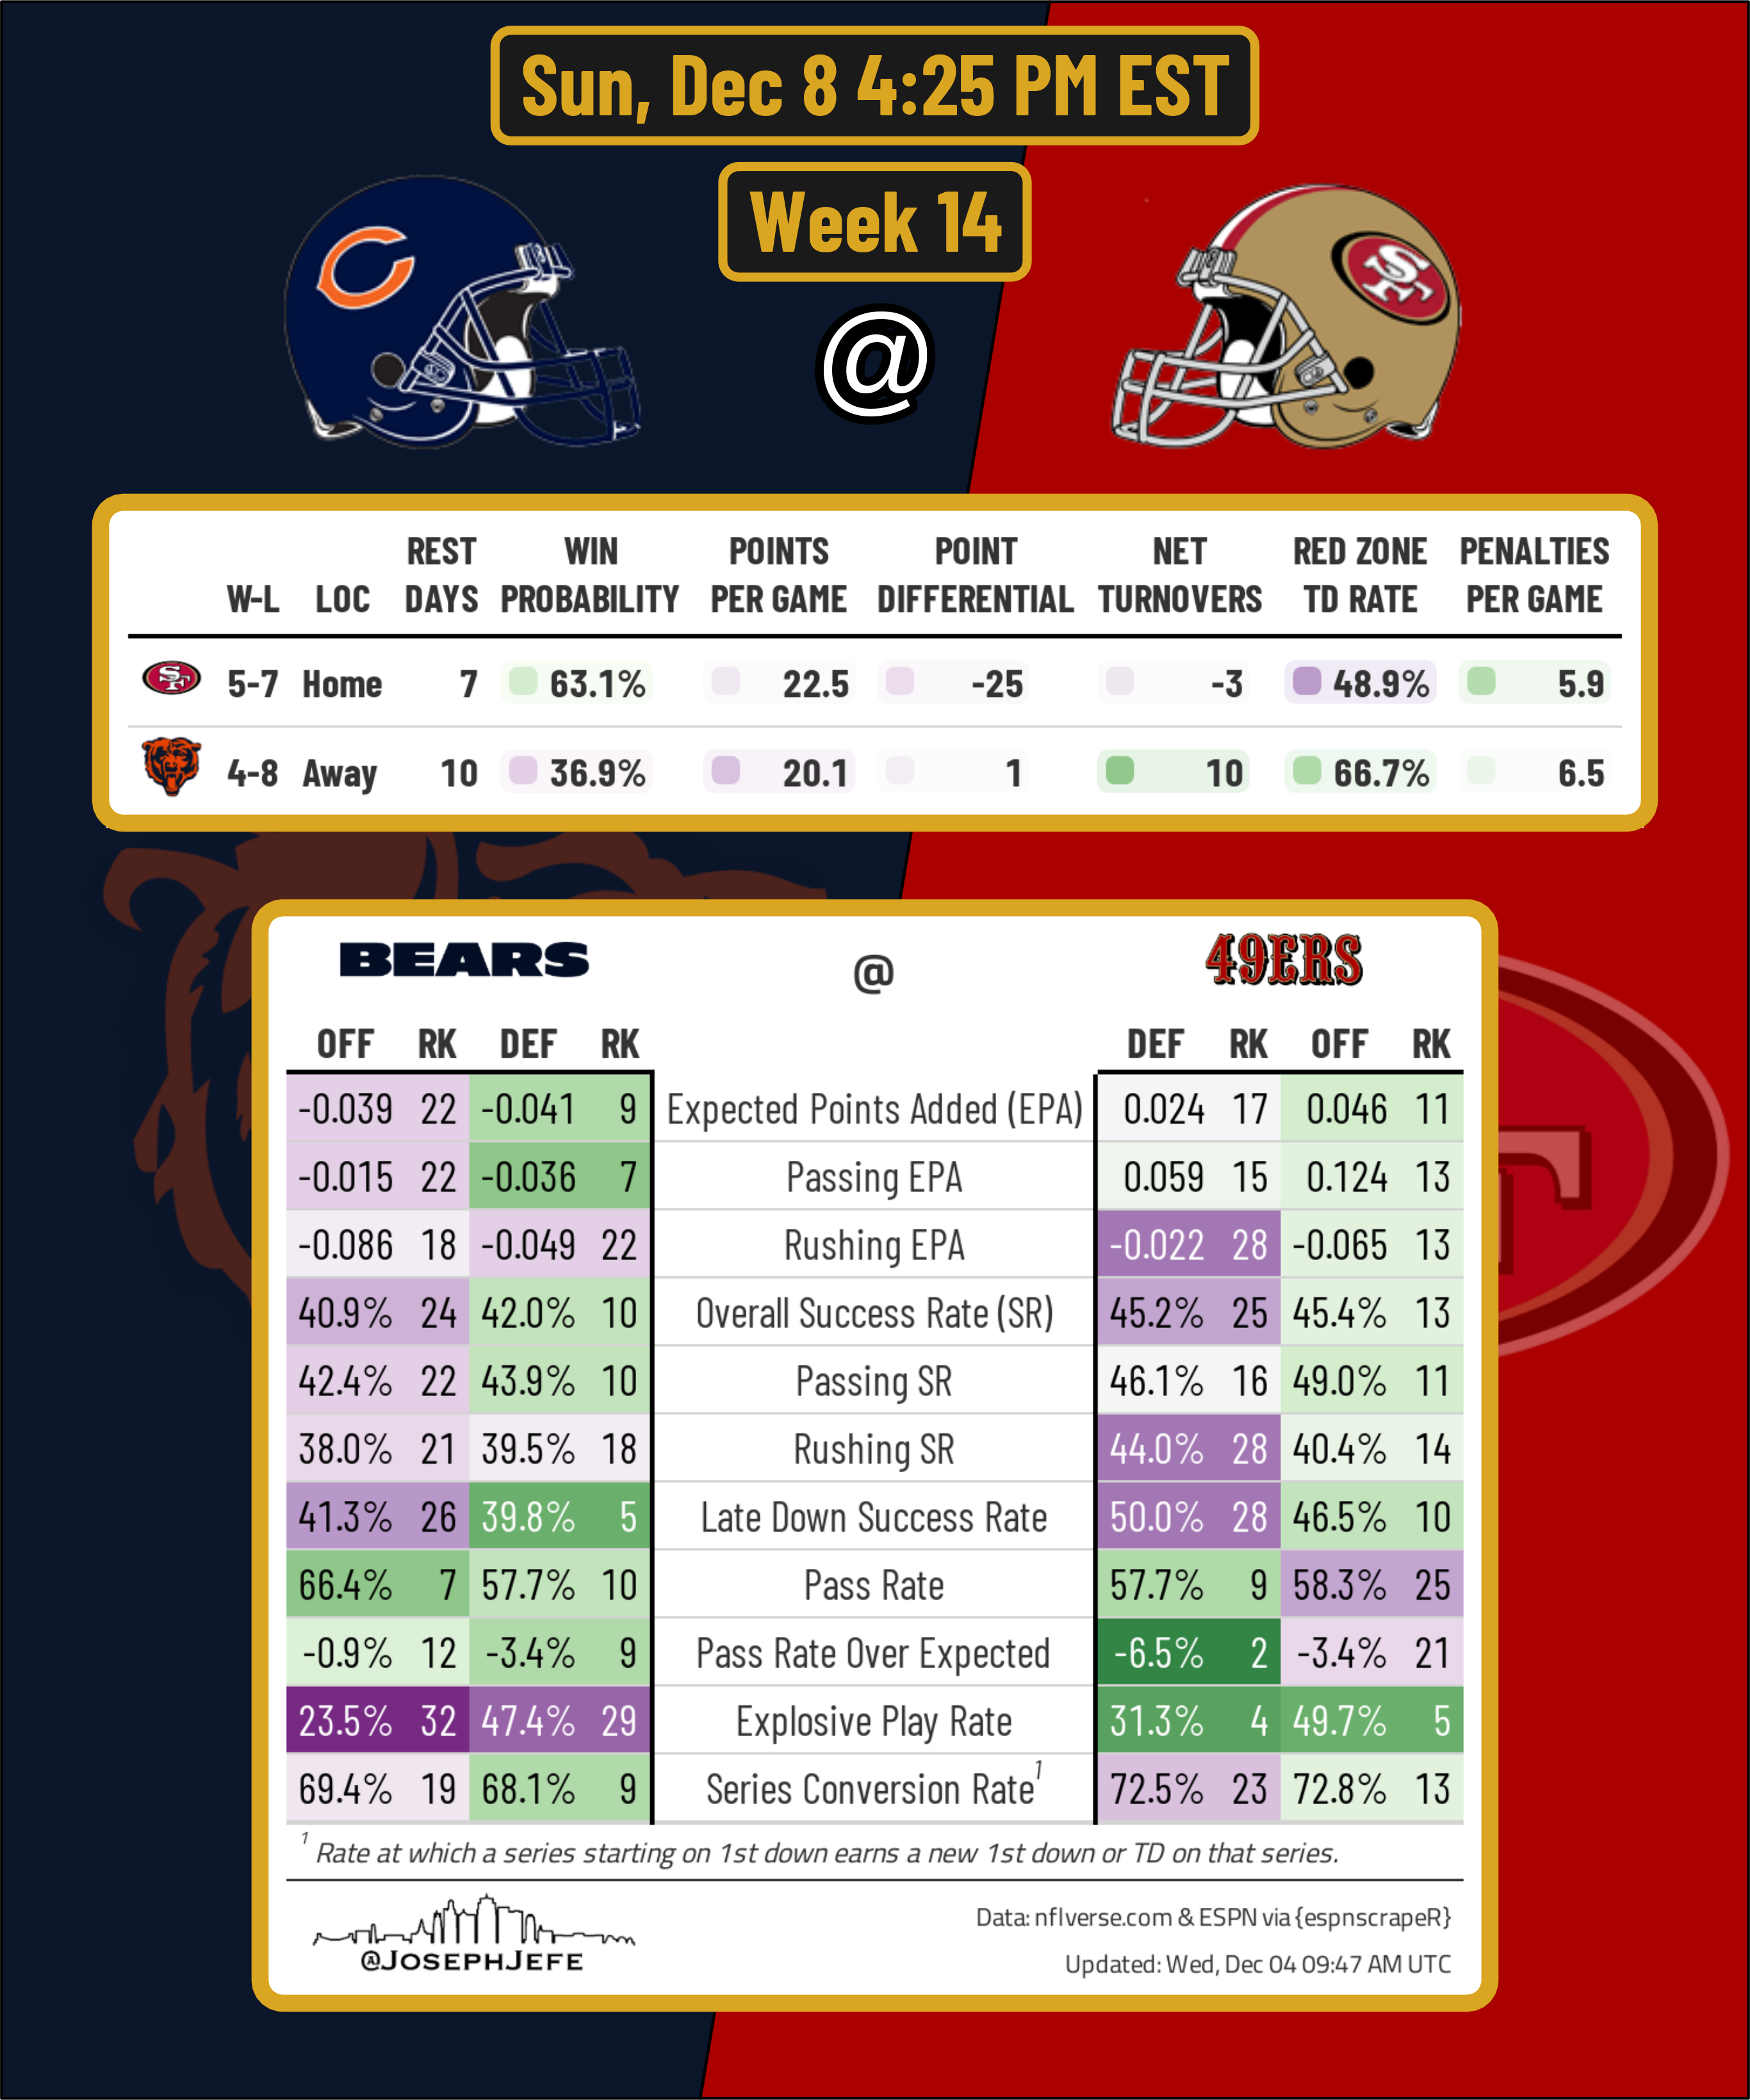 Sun, Dec 8 4:25 PM EST
Week 14
@
W-L LOC REST DAYS WIN PROBABILITY POINTS PER GAME POINT DIFFERENTIAL NET TURNOVERS RED ZONE TD RATE PENALTIES PER GAME
5-7 Home 7 63.1% 22.5 -25 -3 48.9% 5.9
4-8 Away 10 36.9% 20.1 1 10 66.7% 6.5
BEARS @ 49ERS
OFF RK DEF RK DEF RK OFF RK
-0.039 22 -0.041 9 Expected Points Added (EPA) 0.024 17 0.046 11
-0.015 22 -0.036 7 Passing EPA 0.059 15 0.124 13
-0.086 18 -0.049 22 Rushing EPA -0.022 28 -0.065 13
40.9% 24 42.0% 10 Overall Success Rate (SR) 45.2% 25 45.4% 13
42.4% 22 43.9% 10 Passing SR 46.1% 16 49.0% 11
38.0% 21 39.5% 18 Rushing SR 44.0% 28 40.4% 14
41.3% 26 39.8% 5 Late Down Success Rate 50.0% 28 46.5% 10
66.4% 7 57.7% 10 Pass Rate 57.7% 9 58.3% 25
-0.9% 12 -3.4% 9 Pass Rate Over Expected -6.5% 2 -3.4% 21
23.5% 32 47.4% 29 Explosive Play Rate 31.3% 4 49.7% 5
69.4% 19 68.1% 9 Series Conversion Rate1 72.5% 23 72.8% 13
1 Rate at which a series starting on 1st down earns a new 1st down or TD on that series.
@JOSEPHJEFE
Data: nflverse.com & ESPN via {espnscrapeR}
Updated: Wed, Dec 04 09:47 AM UTC